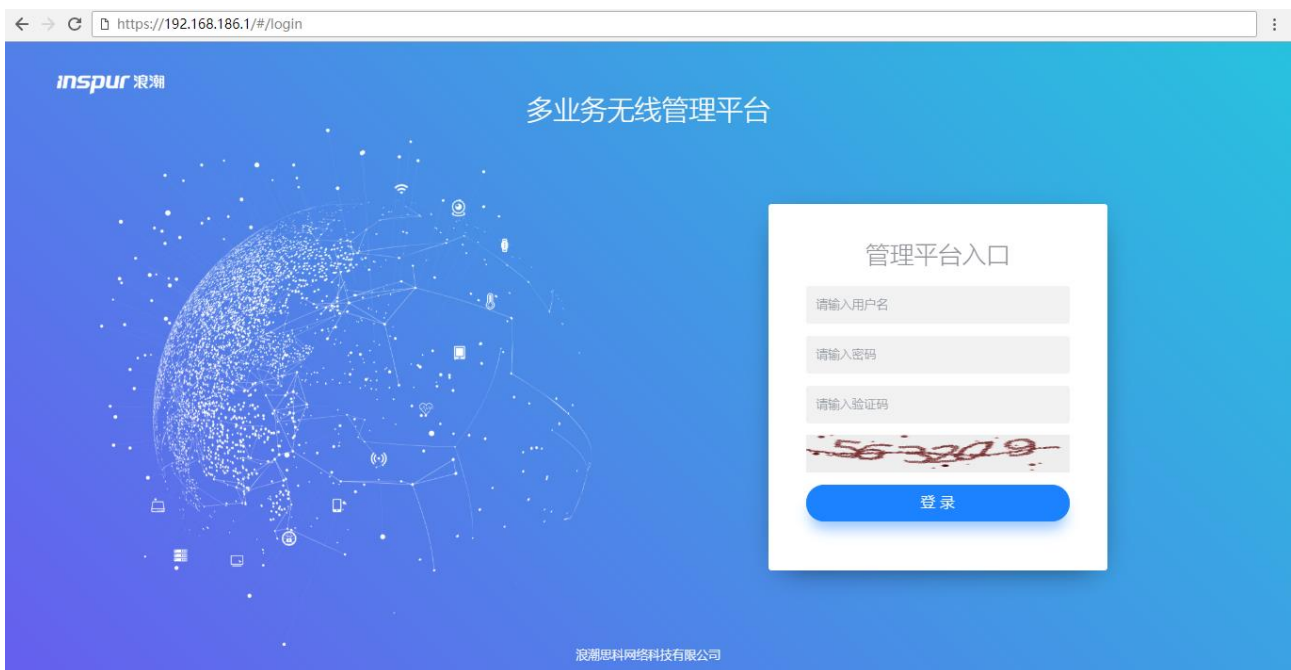 https://192.168.186.1/#/login
inspur 浪潮
多业务无线管理平台
管理平台入口
请输入用户名
请输入密码
请输入验证码
563209
登录
浪潮思科网络科技有限公司